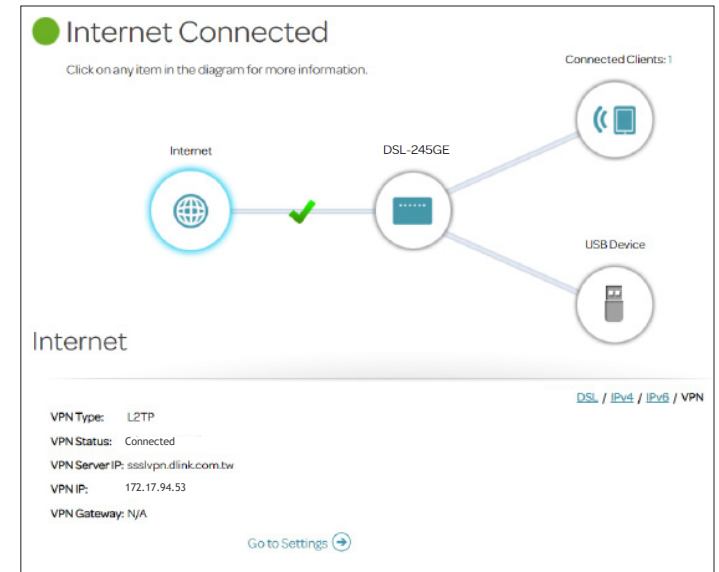 Internet Connected
Click on any item in the diagram for more information.
Connected Clients: 1
Internet
DSL-245GE
USB Device
Internet
DSL / IPv4 / IPv6 / VPN
VPN Type: L2TP
VPN Status: Connected
VPN Server IP: ssslvpn.dlink.com.tw
VPN IP: 172.17.94.53
VPN Gateway: N/A
Go to Settings